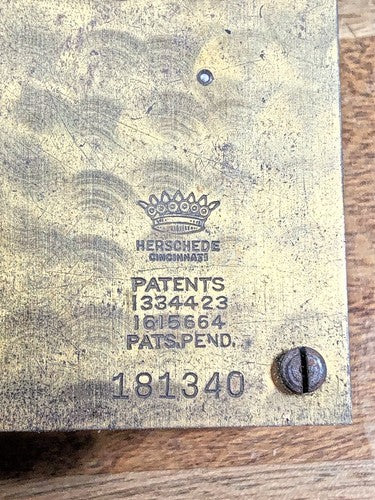 HERSCHEDE
CINCINNATI
PATENTS
1334423
1615664
PATS.PEND.
181340